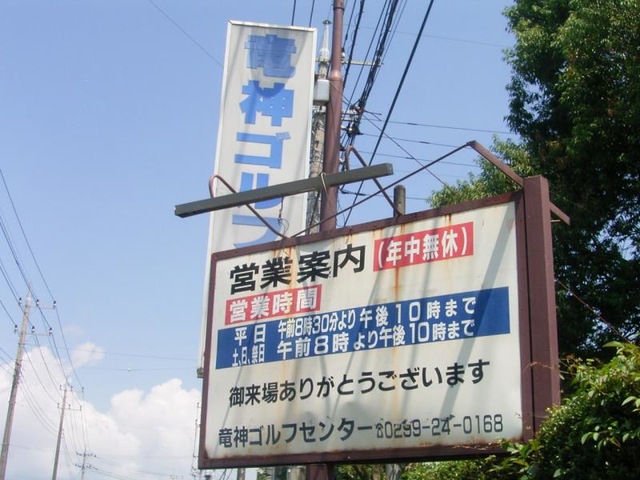 竜神ゴルフ
営業案内（年中無休）
営業時間
平日 午前8時30分より午後10時まで
土、日、祭日 午前8時より午後10時まで
御来場ありがとうございます
竜神ゴルフセンター ☎0299-24-0168